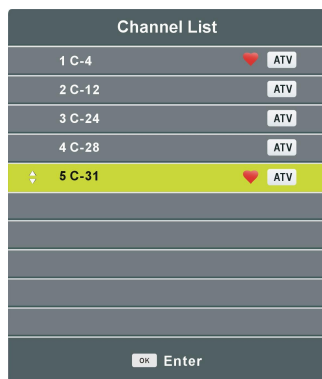 Channel List
1 C-4 ATV
2 C-12 ATV
3 C-24 ATV
4 C-28 ATV
5 C-31 ATV
OK Enter